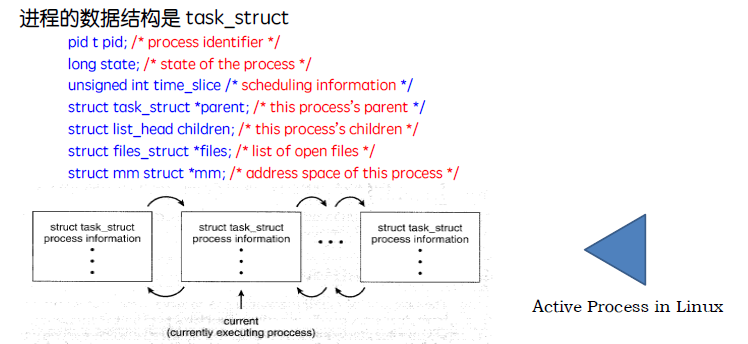 进程的数据结构是 task_struct
pid t pid; /* process identifier */
long state; /* state of the process */
unsigned int time_slice /* scheduling information */
struct task_struct *parent; /* this process's parent */
struct list_head children; /* this process's children */
struct files_struct *files; /* list of open files */
struct mm struct *mm; /* address space of this process */
struct task_struct
process information
struct task_struct
process information
struct task_struct
process information
current
(currently executing proccess)
Active Process in Linux